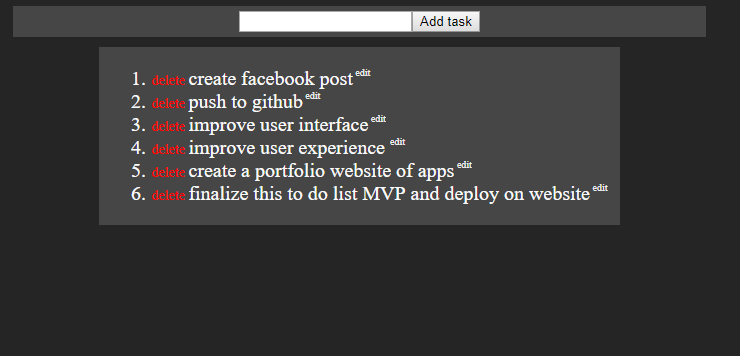 Add task
1. delete create facebook post edit
2. delete push to github edit
3. delete improve user interface edit
4. delete improve user experience edit
5. delete create a portfolio website of apps edit
6. delete finalize this to do list MVP and deploy on website edit